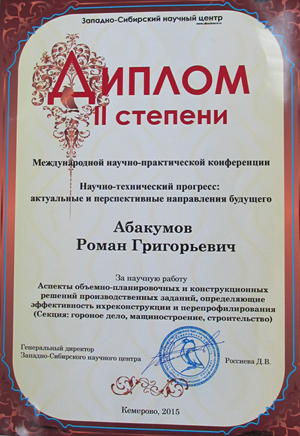 Западно-Сибирский научный центр
Диплом
II степени
Международной научно-практической конференции
Научно-технический прогресс:
актуальные и перспективные направления будущего
Абакумов
Роман Григорьевич
За научную работу
Аспекты объемно-планировочных и конструкционных
решений производственных заданий, определяющие
эффективность ихреконструкции и перепрофилирования
(Секция: гороное дело, машиностроение, строительство)
Генеральный директор
Западно-Сибирского научного центра
Россиева Д.В.
Кемерово, 2015